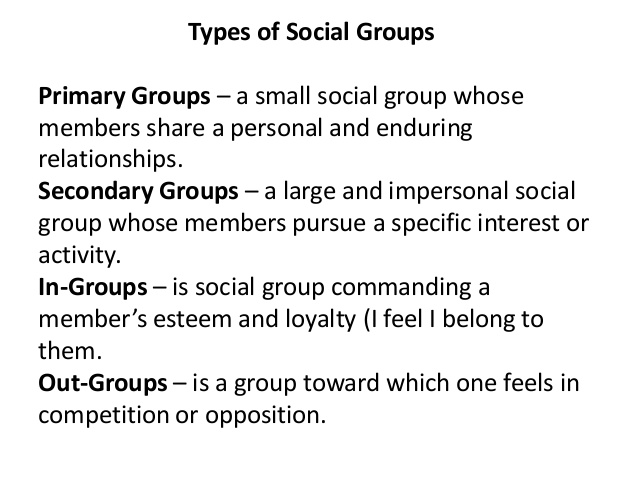 Types of Social Groups
Primary Groups – a small social group whose
members share a personal and enduring
relationships.
Secondary Groups – a large and impersonal social
group whose members pursue a specific interest or
activity.
In-Groups – is social group commanding a
member’s esteem and loyalty (I feel I belong to
them.
Out-Groups – is a group toward which one feels in
competition or opposition.